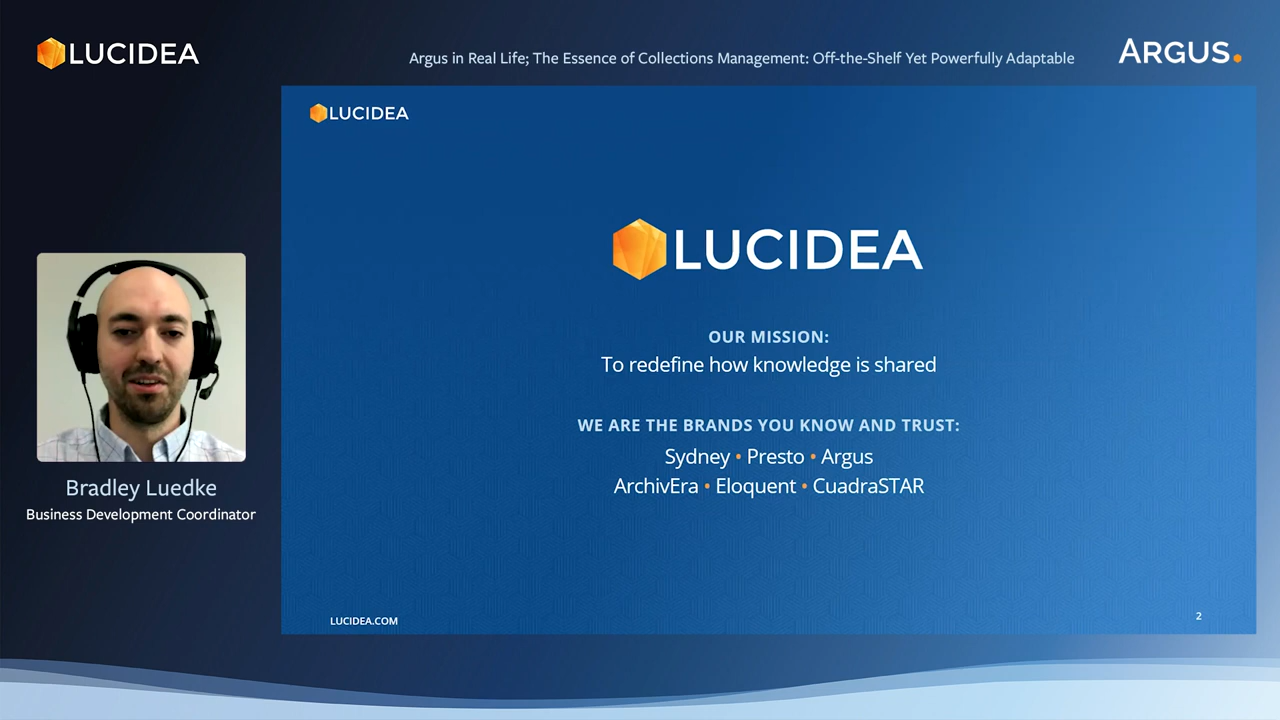 LUCIDEA
Argus in Real Life; The Essence of Collections Management: Off-the-Shelf Yet Powerfully Adaptable
ARGUS.
LUCIDEA
LUCIDEA
OUR MISSION:
To redefine how knowledge is shared
WE ARE THE BRANDS YOU KNOW AND TRUST:
Sydney • Presto • Argus
ArchivEra • Eloquent • CuadraSTAR
Bradley Luedke
Business Development Coordinator
LUCIDEA.COM
2